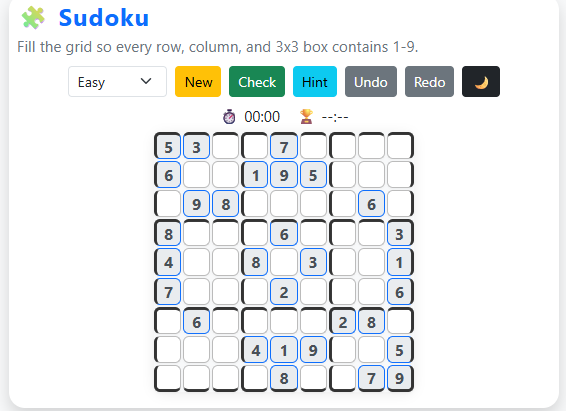 🧩 Sudoku
Fill the grid so every row, column, and 3x3 box contains 1-9.
Easy New Check Hint Undo Redo
00:00 --:--
5 3 7
6 1 9 5
9 8 6
8 6 3
4 8 3 1
7 2 6
6 2 8
4 1 9 5
8 7 9